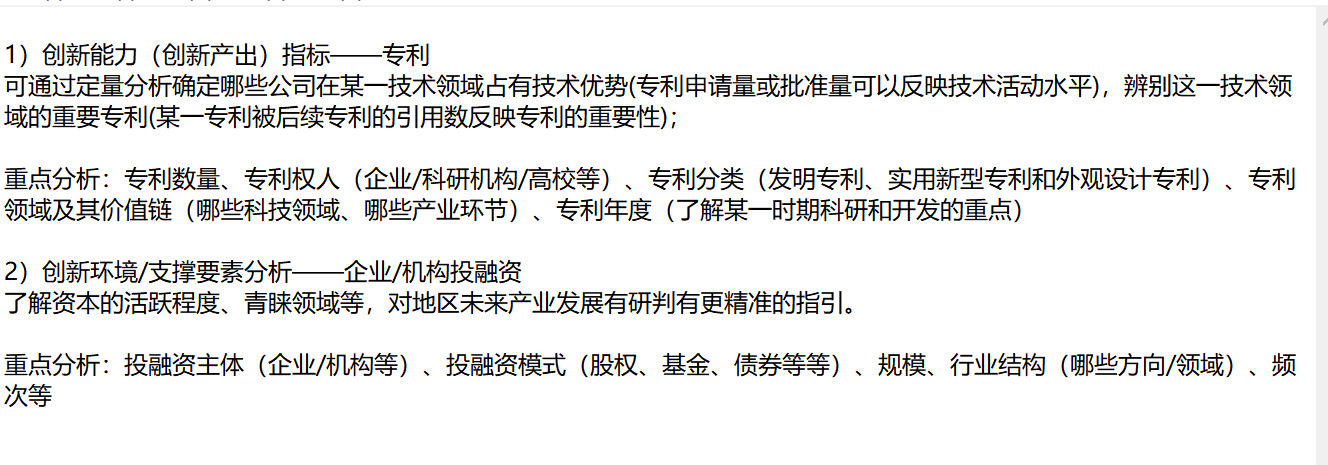 1）创新能力（创新产出）指标——专利
可通过定量分析确定哪些公司在某一技术领域占有技术优势(专利申请量或批准量可以反映技术活动水平)，辨别这一技术领
域的重要专利(某一专利被后续专利的引用数反映专利的重要性)；
重点分析：专利数量、专利权人（企业/科研机构/高校等）、专利分类（发明专利、实用新型专利和外观设计专利）、专利
领域及其价值链（哪些科技领域、哪些产业环节）、专利年度（了解某一时期科研和开发的重点）
2）创新环境/支撑要素分析——企业/机构投融资
了解资本的活跃程度、青睐领域等，对地区未来产业发展有研判有更精准的指引。
重点分析：投融资主体（企业/机构等）、投融资模式（股权、基金、债券等等）、规模、行业结构（哪些方向/领域）、频
次等